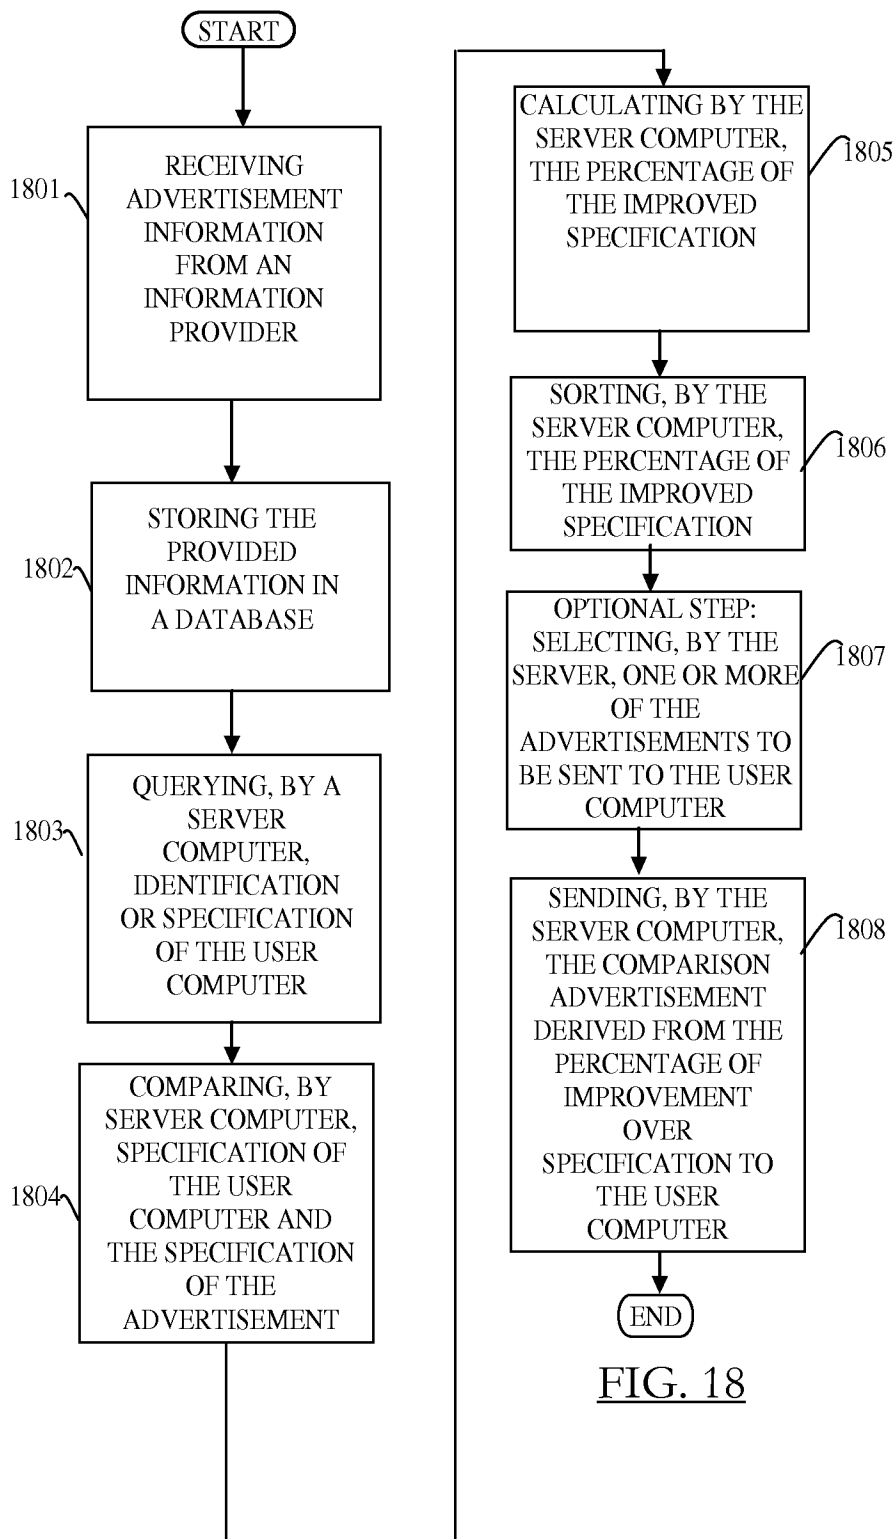 START
1801
RECEIVING
ADVERTISEMENT
INFORMATION
FROM AN
INFORMATION
PROVIDER
1802
STORING THE
PROVIDED
INFORMATION IN
A DATABASE
1803
QUERYING, BY A
SERVER
COMPUTER,
IDENTIFICATION
OR SPECIFICATION
OF THE USER
COMPUTER
1804
COMPARING, BY
SERVER COMPUTER,
SPECIFICATION OF
THE USER
COMPUTER AND
THE SPECIFICATION
OF THE
ADVERTISEMENT
CALCULATING BY THE
SERVER COMPUTER,
THE PERCENTAGE OF
THE IMPROVED
SPECIFICATION
1805
SORTING, BY THE
SERVER COMPUTER,
THE PERCENTAGE OF
THE IMPROVED
SPECIFICATION
1806
OPTIONAL STEP:
SELECTING, BY THE
SERVER, ONE OR MORE
OF THE
ADVERTISEMENTS TO
BE SENT TO THE USER
COMPUTER
1807
SENDING, BY THE
SERVER COMPUTER,
THE COMPARISON
ADVERTISEMENT
DERIVED FROM THE
PERCENTAGE OF
IMPROVEMENT
OVER
SPECIFICATION TO
THE USER
COMPUTER
1808
END
FIG. 18